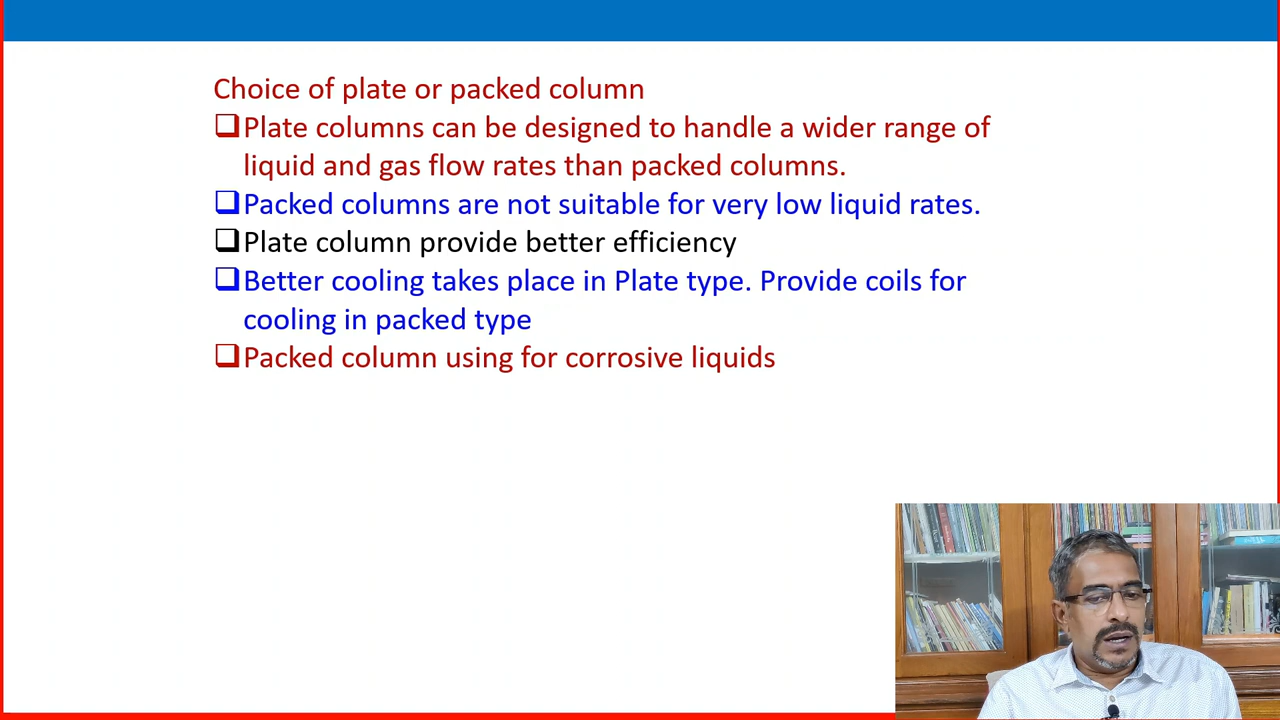 Choice of plate or packed column
Plate columns can be designed to handle a wider range of
liquid and gas flow rates than packed columns.
Packed columns are not suitable for very low liquid rates.
Plate column provide better efficiency
Better cooling takes place in Plate type. Provide coils for
cooling in packed type
Packed column using for corrosive liquids